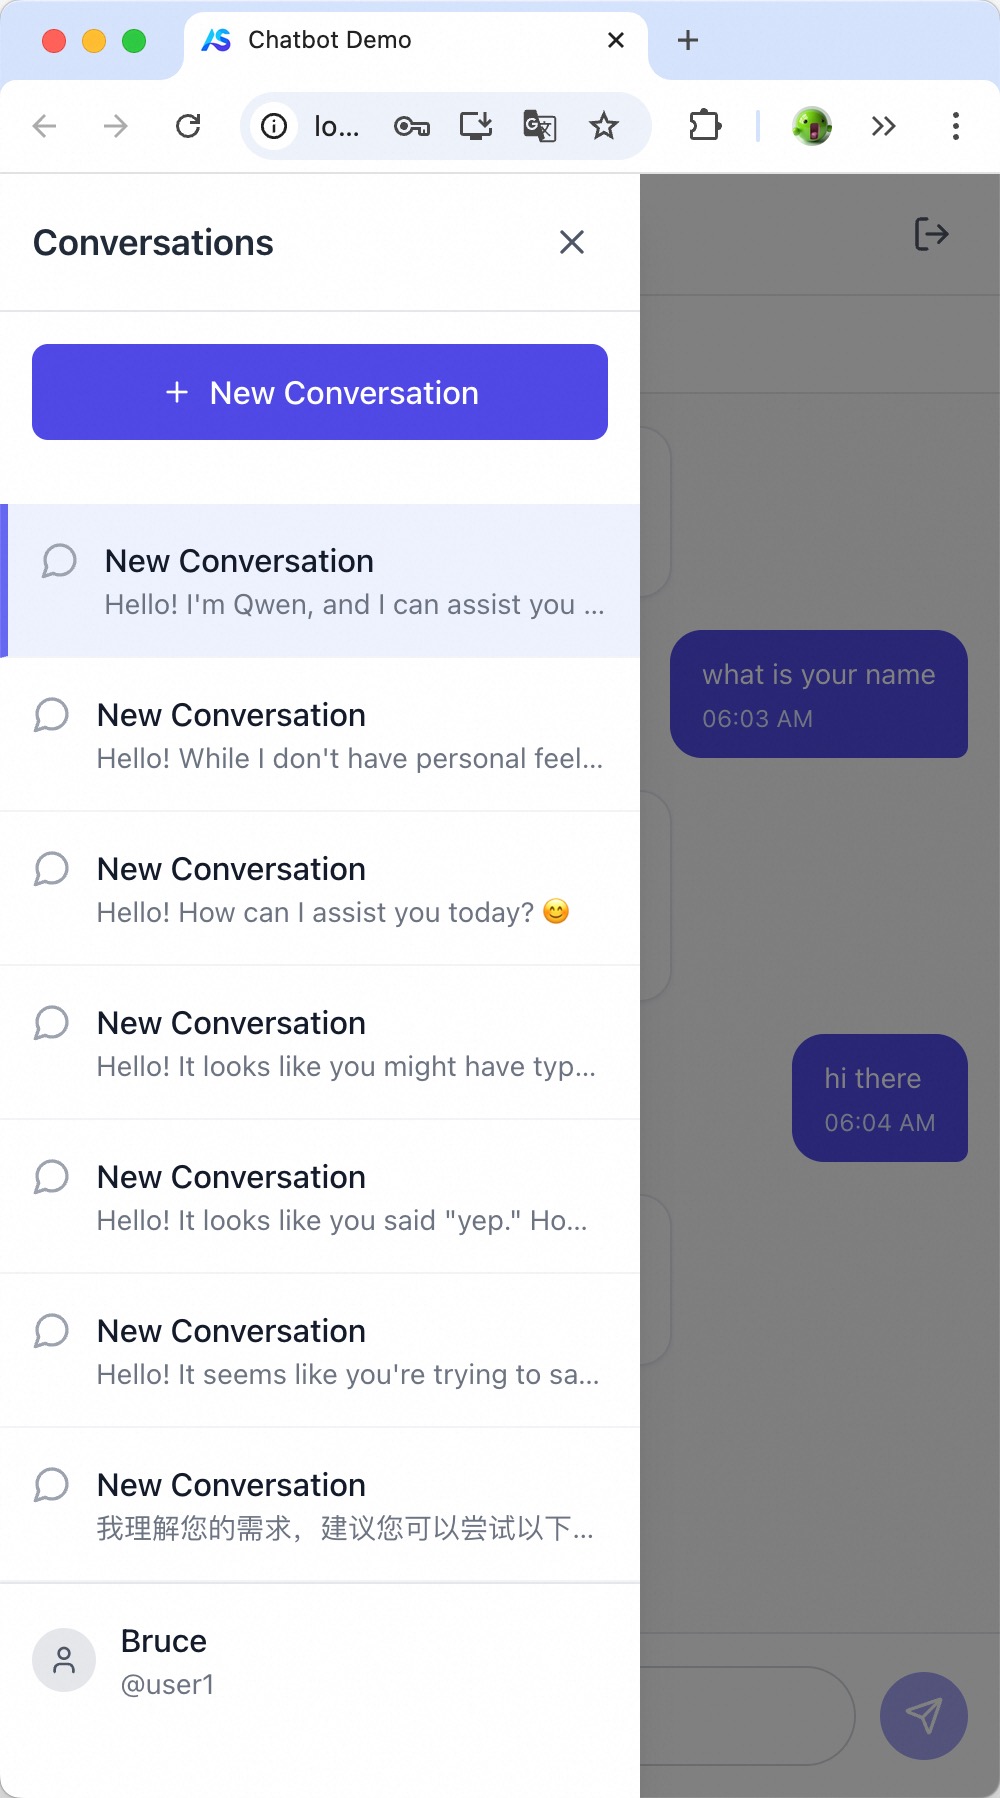 Chatbot Demo
lo...
Conversations
+ New Conversation
New Conversation
Hello! I'm Qwen, and I can assist you ...
New Conversation
Hello! While I don't have personal feel...
New Conversation
Hello! How can I assist you today? 😊
New Conversation
Hello! It looks like you might have typ...
New Conversation
Hello! It looks like you said "yep." Ho...
New Conversation
Hello! It seems like you're trying to sa...
New Conversation
我理解您的需求，建议您可以尝试以下...
Bruce
@user1
what is your name
06:03 AM
hi there
06:04 AM